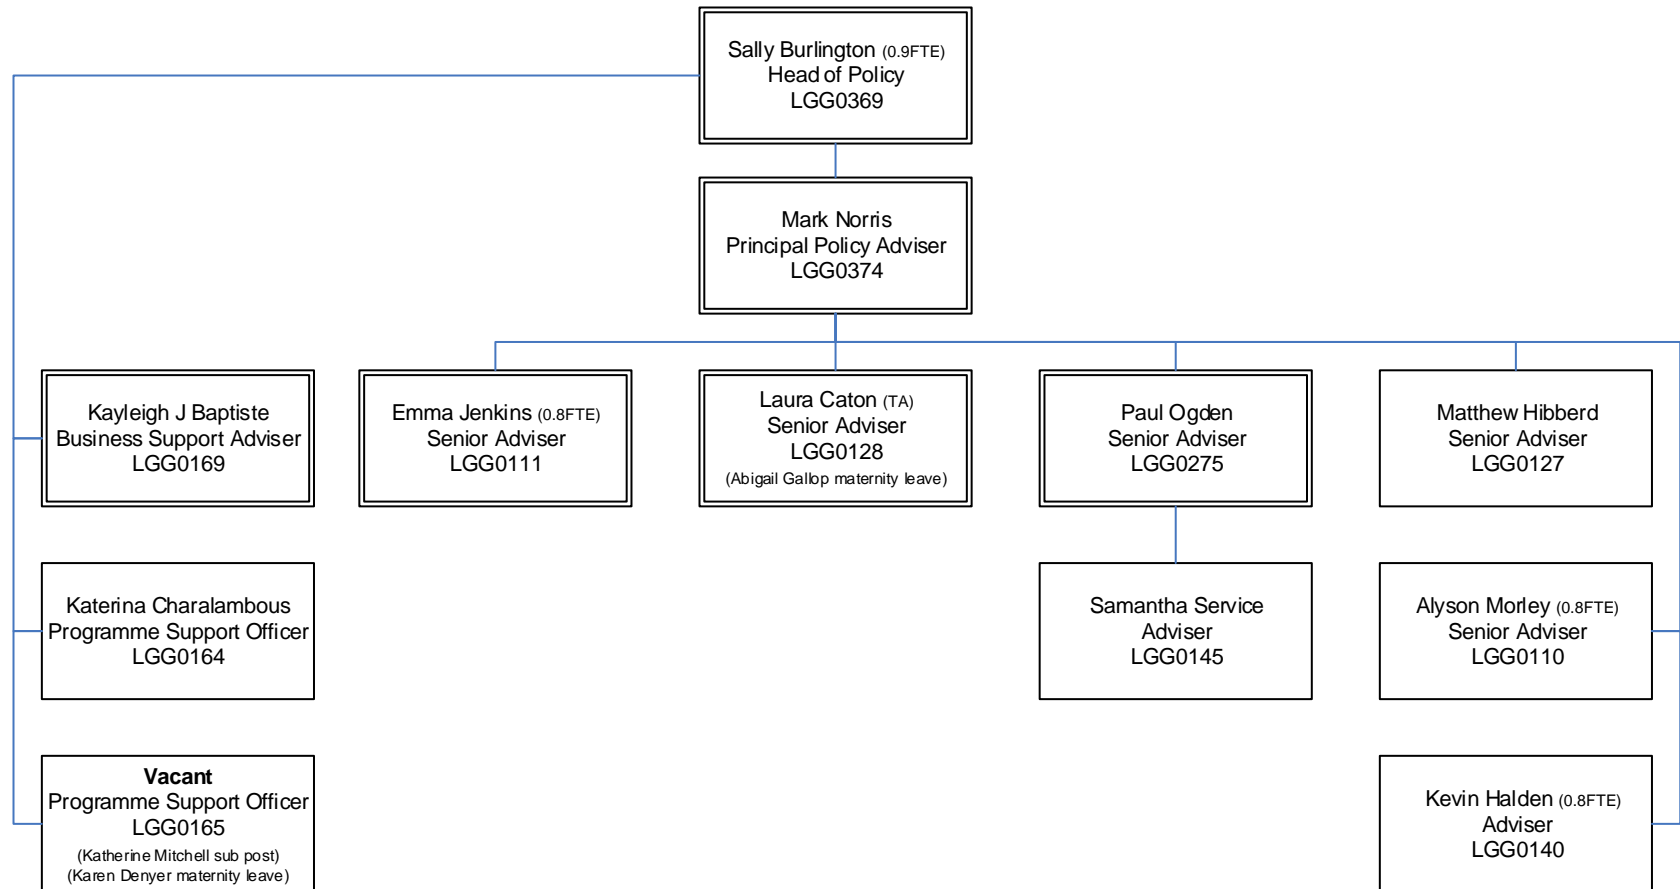 Sally Burlington (0.9FTE)
Head of Policy
LGG0369
Mark Norris
Principal Policy Adviser
LGG0374
Kayleigh J Baptiste
Business Support Adviser
LGG0169
Emma Jenkins (0.8FTE)
Senior Adviser
LGG0111
Laura Caton (TA)
Senior Adviser
LGG0128
(Abigail Gallop maternity leave)
Paul Ogden
Senior Adviser
LGG0275
Matthew Hibberd
Senior Adviser
LGG0127
Katerina Charalambous
Programme Support Officer
LGG0164
Samantha Service
Adviser
LGG0145
Alyson Morley (0.8FTE)
Senior Adviser
LGG0110
Vacant
Programme Support Officer
LGG0165
(Katherine Mitchell sub post)
(Karen Denyer maternity leave)
Kevin Halden (0.8FTE)
Adviser
LGG0140